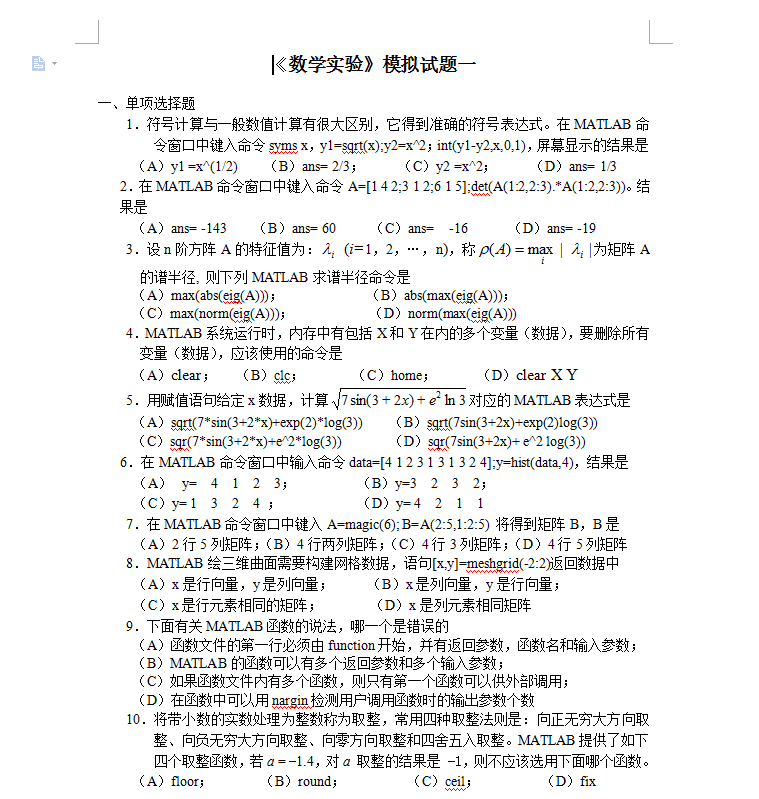 《数学实验》模拟试题一
一、单项选择题
1．符号计算与一般数值计算有很大区别，它得到准确的符号表达式。在 MATLAB 命
令窗口中键入命令 syms x，y1=sqrt(x);y2=x^2；int(y1-y2,x,0,1)，屏幕显示的结果是
（A）y1 =x^(1/2) （B）ans= 2/3； （C）y2 =x^2； （D）ans= 1/3
2．在 MATLAB 命令窗口中键入命令 A=[1 4 2;3 1 2;6 1 5];det(A(1:2,2:3).*A(1:2,2:3))。结
果是
（A）ans= -143 （B）ans= 60 （C）ans= -16 （D）ans= -19
3．设 n 阶方阵 A 的特征值为：λi (i=1，2，…，n)，称 ρ(A) = max i | λi |为矩阵 A
的谱半径, 则下列 MATLAB 求谱半径命令是
（A）max(abs(eig(A)))； （B）abs(max(eig(A)))；
（C）max(norm(eig(A)))； （D）norm(max(eig(A)))
4．MATLAB 系统运行时，内存中有包括 X 和 Y 在内的多个变量（数据），要删除所有
变量（数据），应该使用的命令是
（A）clear； （B）clc； （C）home； （D）clear X Y
5．用赋值语句给定 x 数据，计算 √7 sin(3 + 2x) + e² ln 3 对应的 MATLAB 表达式是
（A）sqrt(7*sin(3+2*x)+exp(2)*log(3)) （B）sqrt(7sin(3+2x)+exp(2)log(3))
（C）sqr(7*sin(3+2*x)+e^2*log(3)) （D）sqr(7sin(3+2x)+ e^2 log(3))
6．在 MATLAB 命令窗口中输入命令 data=[4 1 2 3 1 3 1 3 2 4];y=hist(data,4)，结果是
（A） y= 4 1 2 3； （B）y=3 2 3 2；
（C）y= 1 3 2 4 ； （D）y= 4 2 1 1
7．在 MATLAB 命令窗口中键入 A=magic(6); B=A(2:5,1:2:5) 将得到矩阵 B，B 是
（A）2 行 5 列矩阵；（B）4 行两列矩阵；（C）4 行 3 列矩阵；（D）4 行 5 列矩阵
8．MATLAB 绘三维曲面需要构建网格数据，语句[x,y]=meshgrid(-2:2)返回数据中
（A）x 是行向量，y 是列向量； （B）x 是列向量，y 是行向量；
（C）x 是行元素相同的矩阵； （D）x 是列元素相同矩阵
9．下面有关 MATLAB 函数的说法，哪一个是错误的
（A）函数文件的第一行必须由 function 开始，并有返回参数，函数名和输入参数；
（B）MATLAB 的函数可以有多个返回参数和多个输入参数；
（C）如果函数文件内有多个函数，则只有第一个函数可以供外部调用；
（D）在函数中可以用 nargin 检测用户调用函数时的输出参数个数
10．将带小数的实数处理为整数称为取整，常用四种取整法则是：向正无穷大方向取
整、向负无穷大方向取整、向零方向取整和四舍五入取整。MATLAB 提供了如下
四个取整函数，若 a = −1.4，对 a 取整的结果是 −1，则不应该选用下面哪个函数。
（A）floor； （B）round； （C）ceil； （D）fix